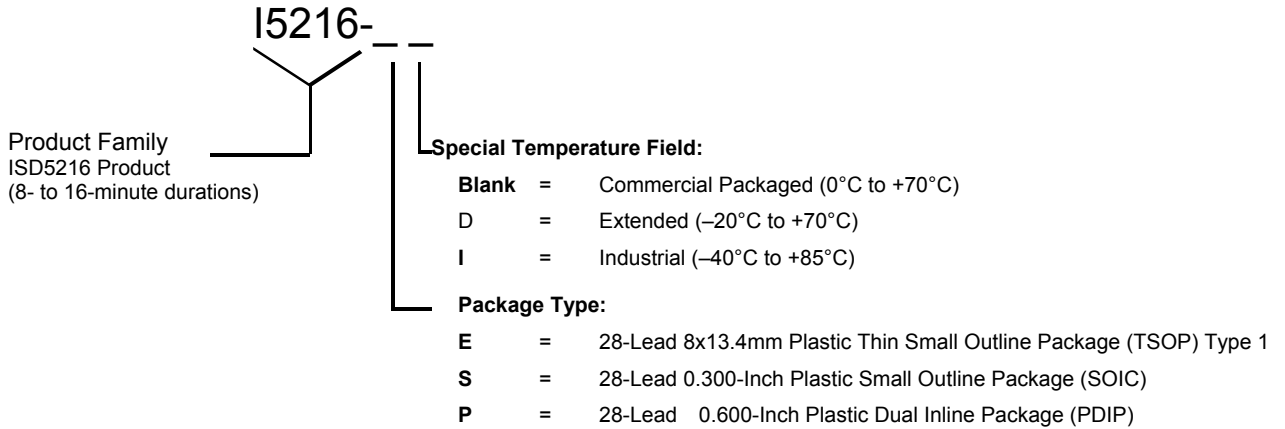 I5216-_ _
Product Family
ISD5216 Product
(8- to 16-minute durations)
Special Temperature Field:
Blank = Commercial Packaged (0°C to +70°C)
D = Extended (–20°C to +70°C)
I = Industrial (–40°C to +85°C)
Package Type:
E = 28-Lead 8x13.4mm Plastic Thin Small Outline Package (TSOP) Type 1
S = 28-Lead 0.300-Inch Plastic Small Outline Package (SOIC)
P = 28-Lead 0.600-Inch Plastic Dual Inline Package (PDIP)